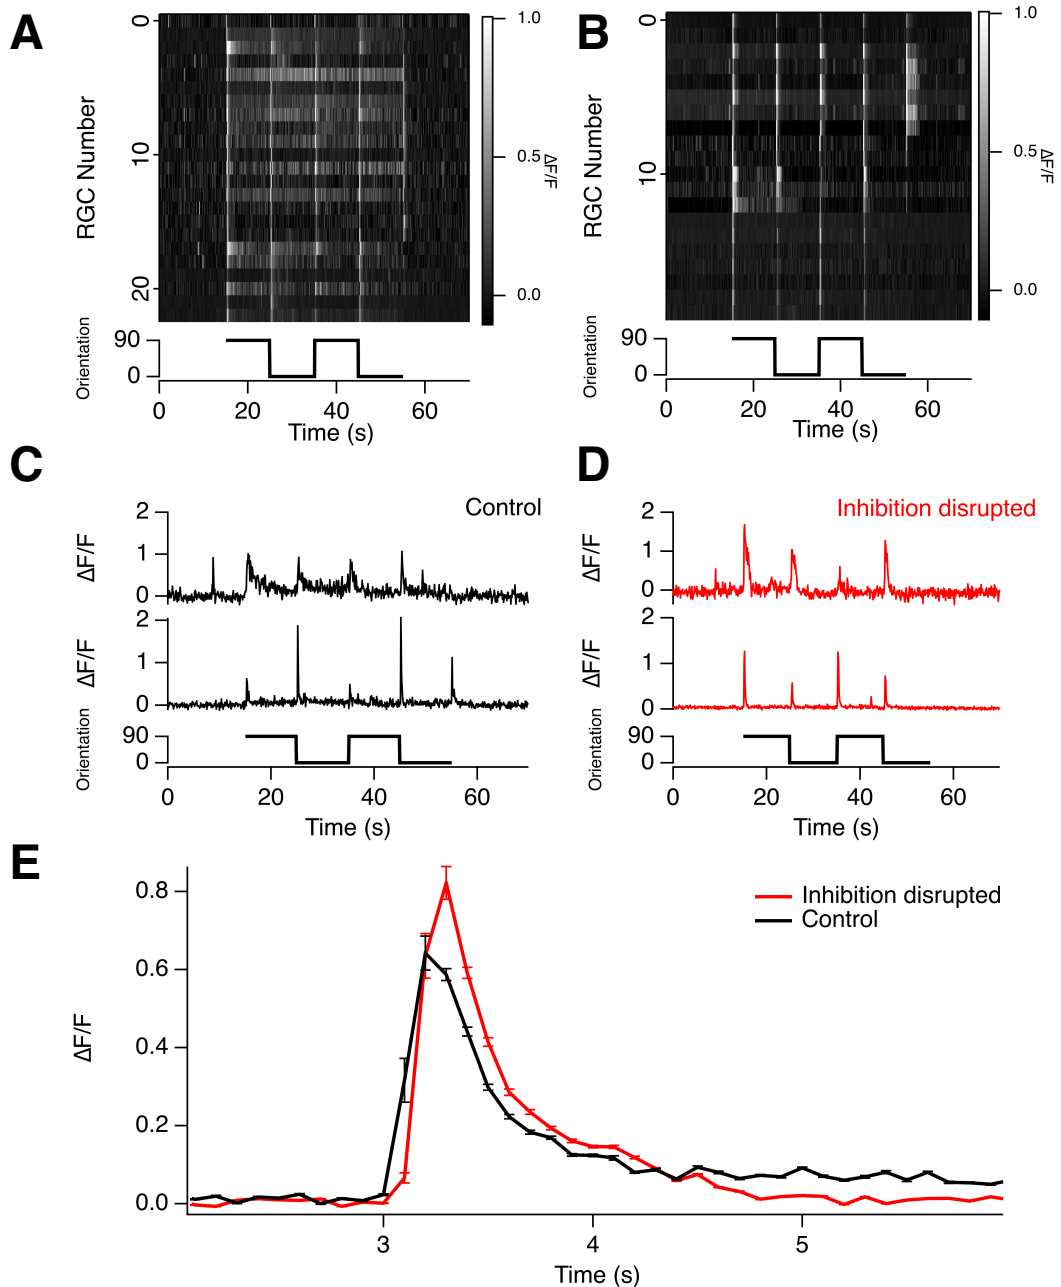 A
B
RGC Number
0
10
20
1.0
0.5
0.0
ΔF/F
Orientation
90
0
0
20
40
60
Time (s)
RGC Number
0
10
1.0
0.5
0.0
ΔF/F
Orientation
90
0
0
20
40
60
Time (s)
C
Control
ΔF/F
2
1
0
ΔF/F
2
1
0
Orientation
90
0
0
20
40
60
Time (s)
D
Inhibition disrupted
ΔF/F
2
1
0
ΔF/F
2
1
0
Orientation
90
0
0
20
40
60
Time (s)
E
Inhibition disrupted
Control
ΔF/F
0.8
0.6
0.4
0.2
0.0
3
4
5
Time (s)